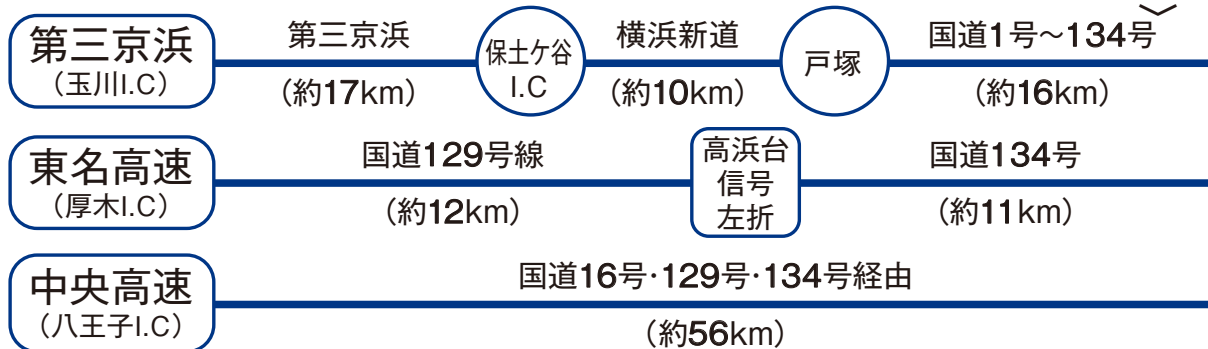 第三京浜
（玉川I.C）
第三京浜
（約17km）
保土ケ谷
I.C
横浜新道
（約10km）
戸塚
国道1号〜134号
（約16km）
東名高速
（厚木I.C）
国道129号線
（約12km）
高浜台
信号
左折
国道134号
（約11km）
中央高速
（八王子I.C）
国道16号・129号・134号経由
（約56km）